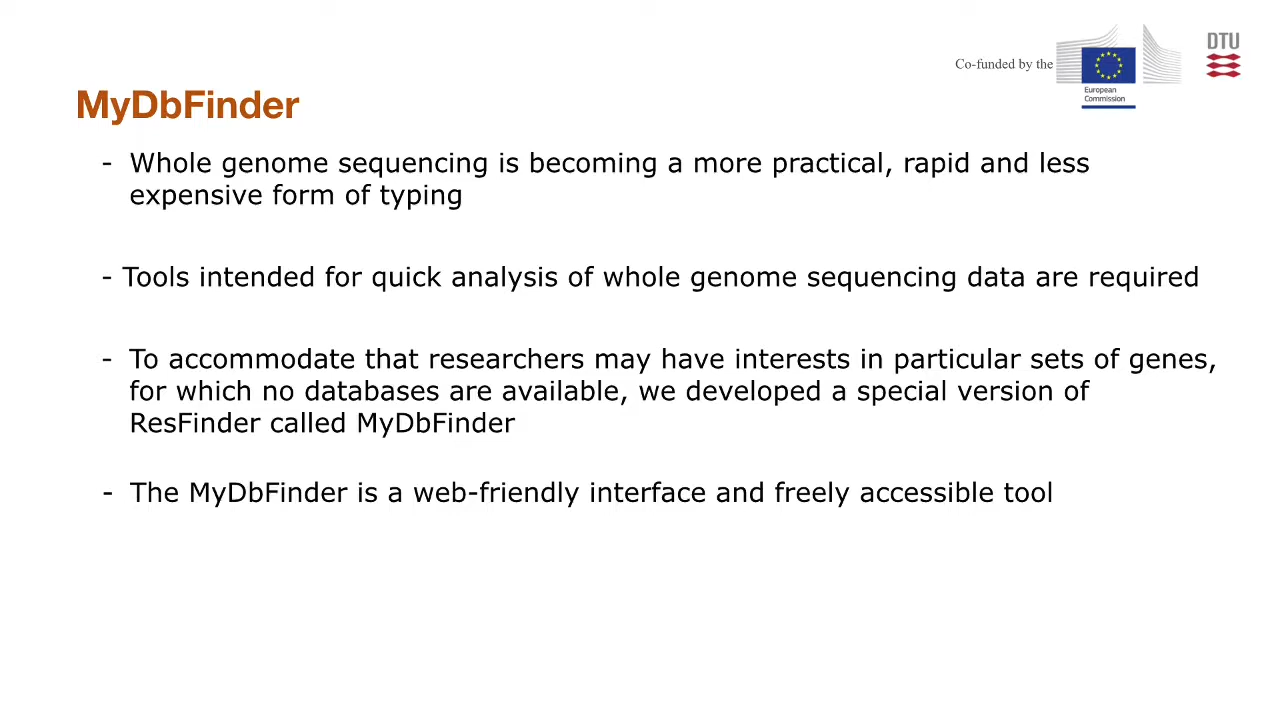 Co-funded by the
European
Commission
DTU
MyDbFinder
- Whole genome sequencing is becoming a more practical, rapid and less
expensive form of typing
- Tools intended for quick analysis of whole genome sequencing data are required
- To accommodate that researchers may have interests in particular sets of genes,
for which no databases are available, we developed a special version of
ResFinder called MyDbFinder
- The MyDbFinder is a web-friendly interface and freely accessible tool